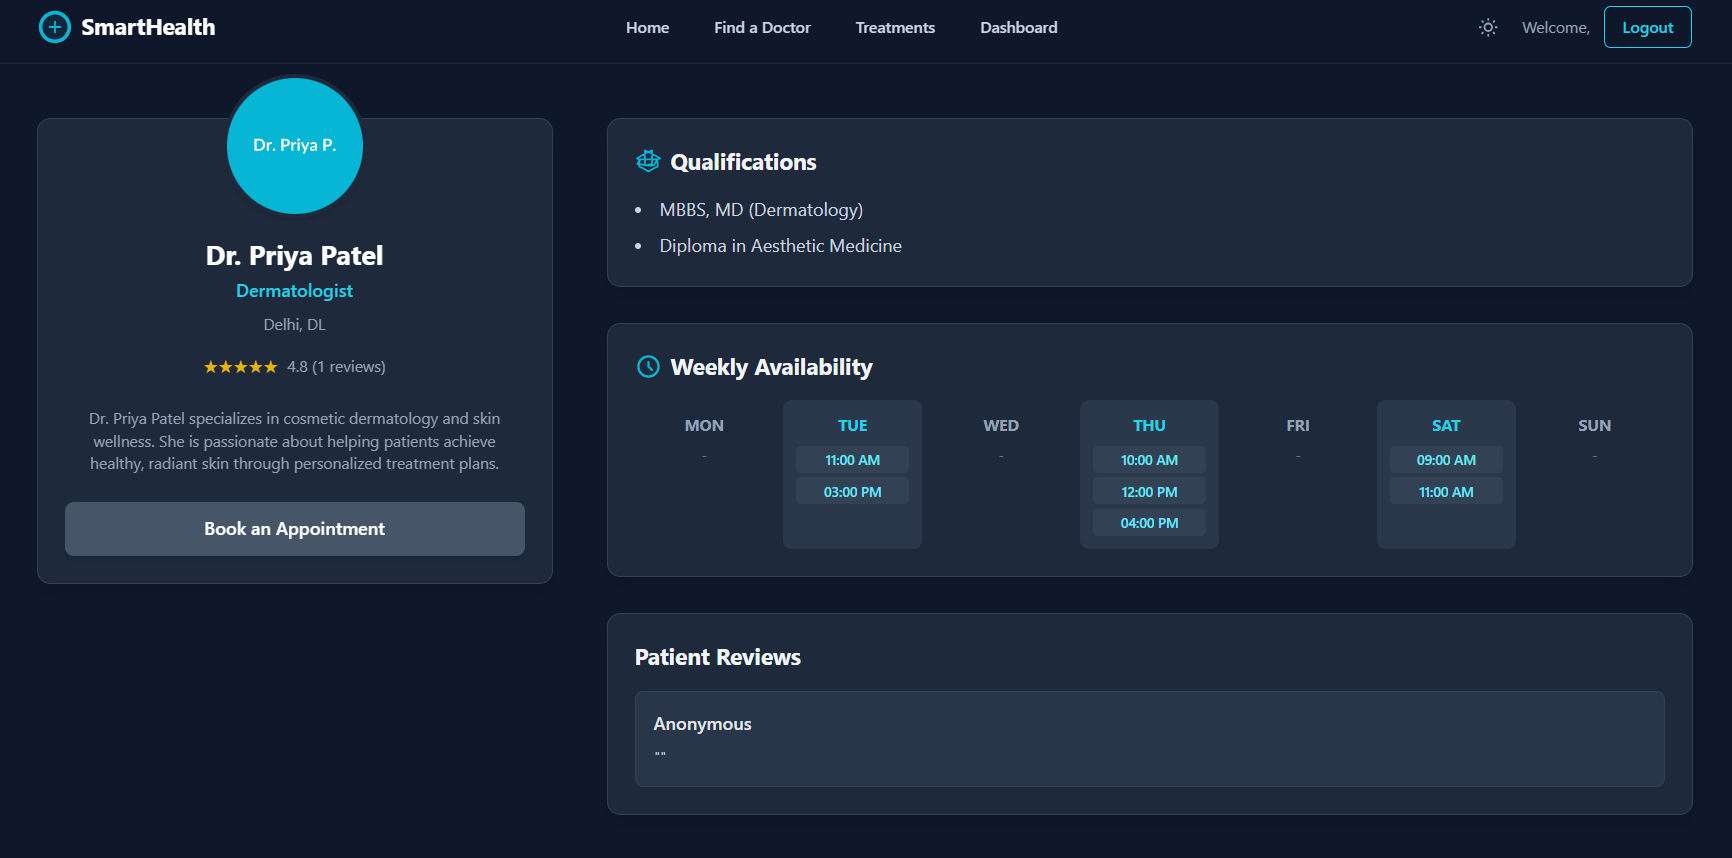 SmartHealth
Home Find a Doctor Treatments Dashboard
Welcome, Logout
Dr. Priya P.
Dr. Priya Patel
Dermatologist
Delhi, DL
★★★★★ 4.8 (1 reviews)
Dr. Priya Patel specializes in cosmetic dermatology and skin
wellness. She is passionate about helping patients achieve
healthy, radiant skin through personalized treatment plans.
Book an Appointment
Qualifications
• MBBS, MD (Dermatology)
• Diploma in Aesthetic Medicine
Weekly Availability
MON
-
TUE
11:00 AM
03:00 PM
WED
-
THU
10:00 AM
12:00 PM
04:00 PM
FRI
-
SAT
09:00 AM
11:00 AM
SUN
-
Patient Reviews
Anonymous
""